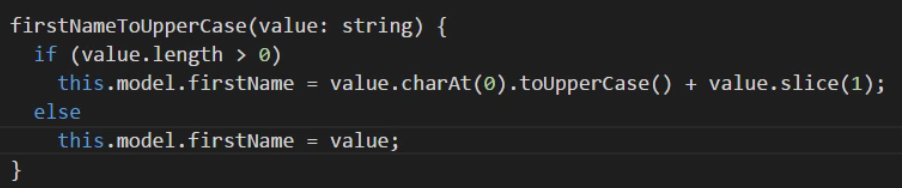 firstNameToUpperCase(value: string) {
  if (value.length > 0)
    this.model.firstName = value.charAt(0).toUpperCase() + value.slice(1);
  else
    this.model.firstName = value;
}